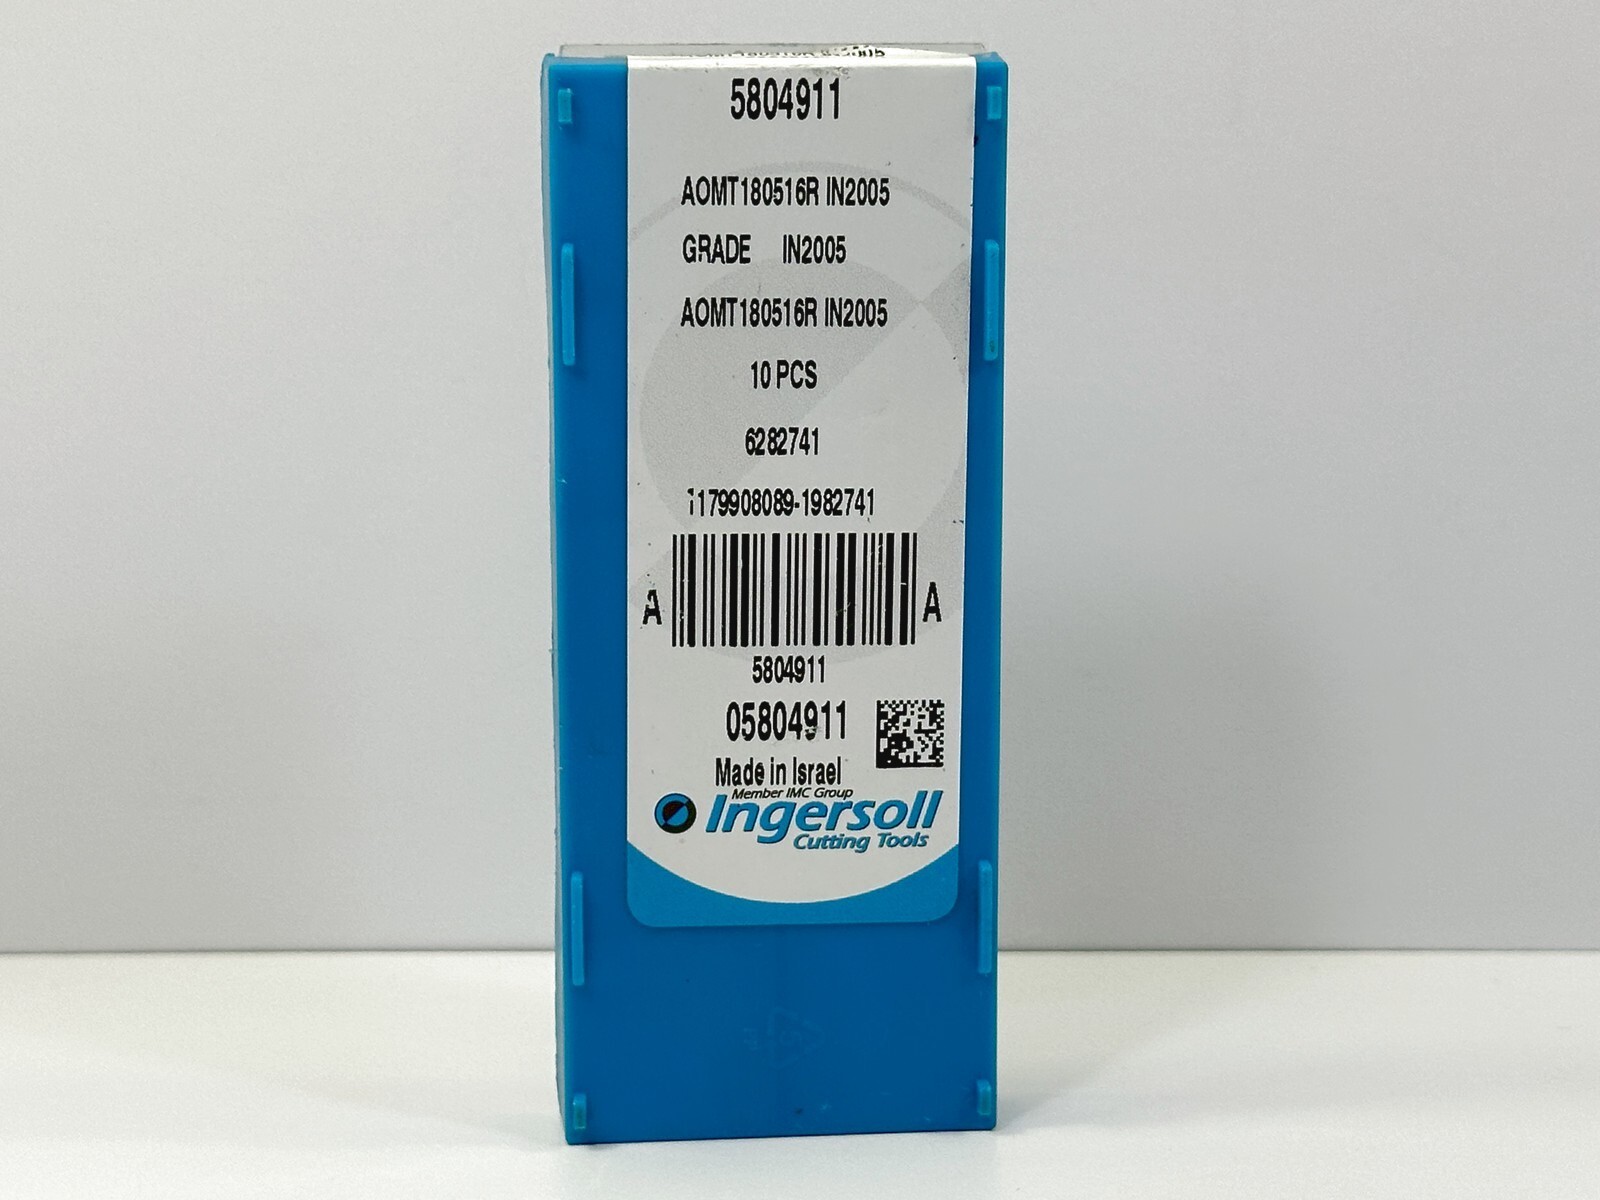 5804911
AOMT180516R IN2005
GRADE IN2005
AOMT180516R IN2005
10 PCS
6282741
1179908089-1982741
A A
5804911
05804911
Made in Israel
Member IMC Group
Ingersoll
Cutting Tools